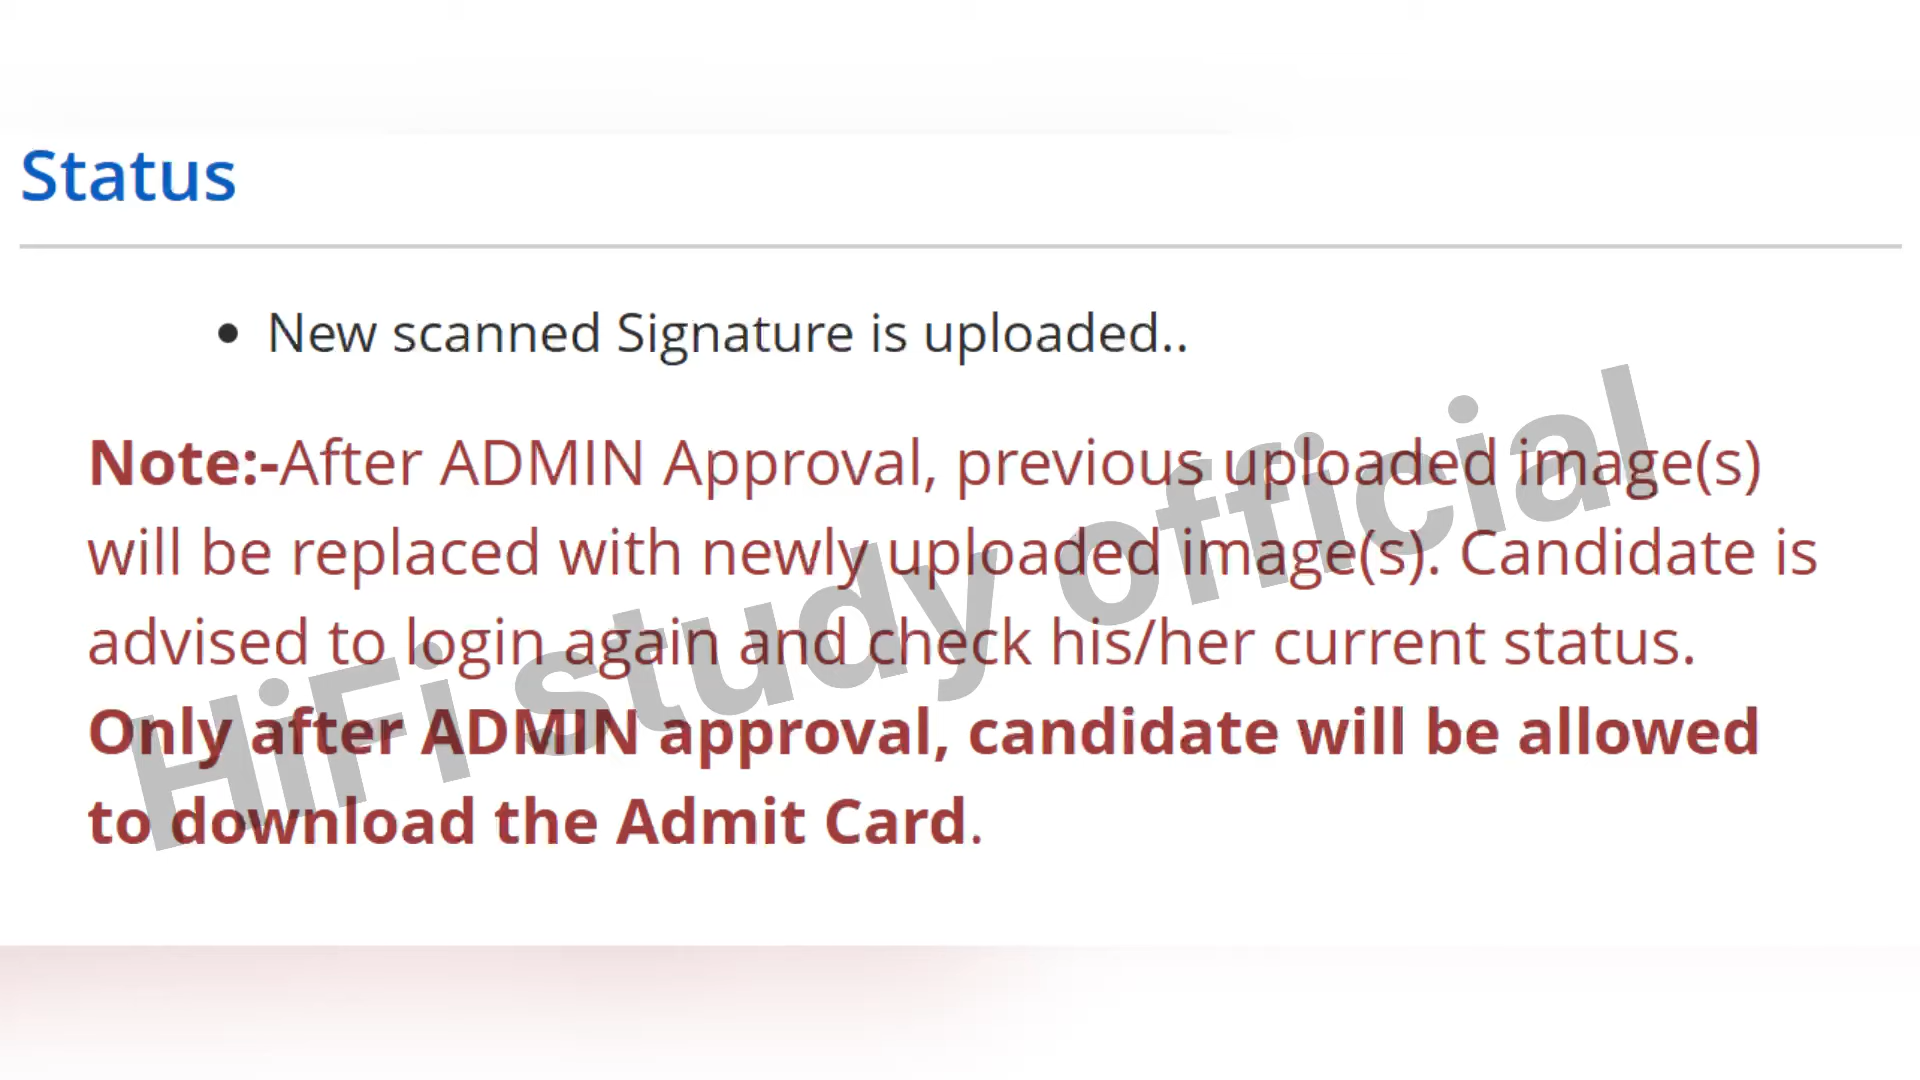 Status
New scanned Signature is uploaded..
Note:-After ADMIN Approval, previous uploaded image(s)
will be replaced with newly uploaded image(s). Candidate is
advised to login again and check his/her current status.
Only after ADMIN approval, candidate will be allowed
to download the Admit Card.
HiFi study official